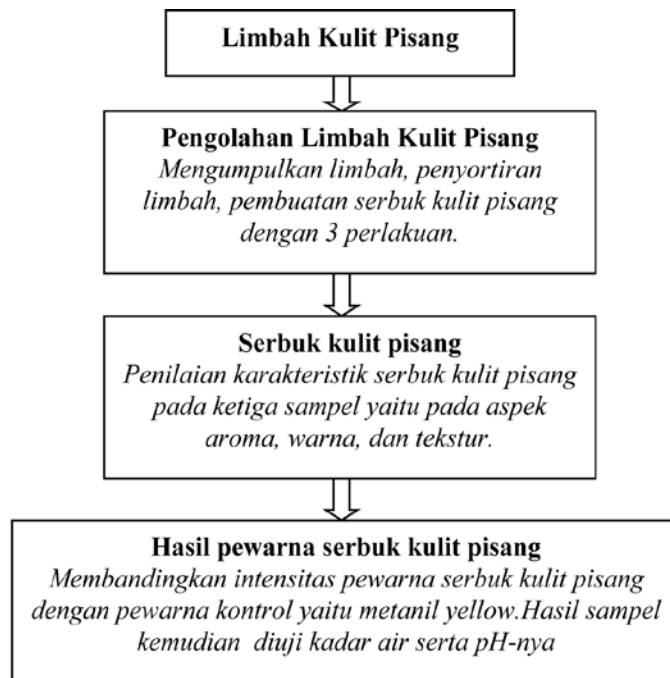 Limbah Kulit Pisang
Pengolahan Limbah Kulit Pisang
Mengumpulkan limbah, penyortiran
limbah, pembuatan serbuk kulit pisang
dengan 3 perlakuan.
Serbuk kulit pisang
Penilaian karakteristik serbuk kulit pisang
pada ketiga sampel yaitu pada aspek
aroma, warna, dan tekstur.
Hasil pewarna serbuk kulit pisang
Membandingkan intensitas pewarna serbuk kulit pisang
dengan pewarna kontrol yaitu metanil yellow.Hasil sampel
kemudian diuji kadar air serta pH-nya